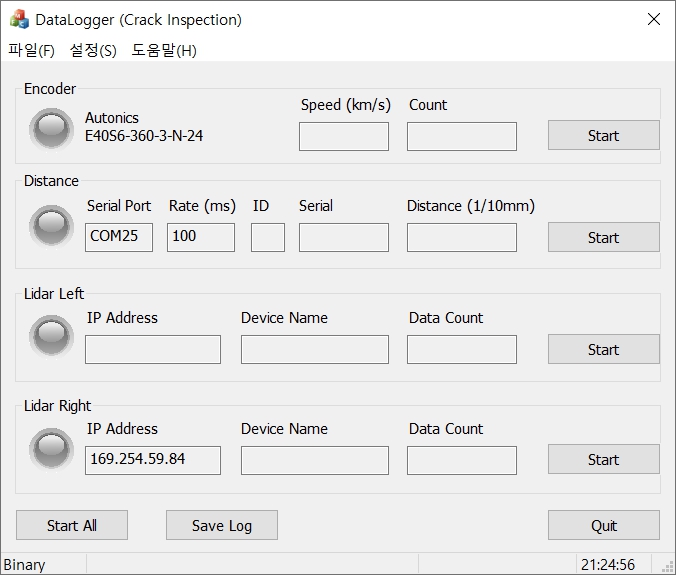 DataLogger (Crack Inspection)
파일(F) 설정(S) 도움말(H)
Encoder
Autonics
E40S6-360-3-N-24
Speed (km/s) Count
Start
Distance
Serial Port Rate (ms) ID Serial Distance (1/10mm)
COM25 100 Start
Lidar Left
IP Address Device Name Data Count
Start
Lidar Right
IP Address Device Name Data Count
169.254.59.84 Start
Start All Save Log Quit
Binary 21:24:56